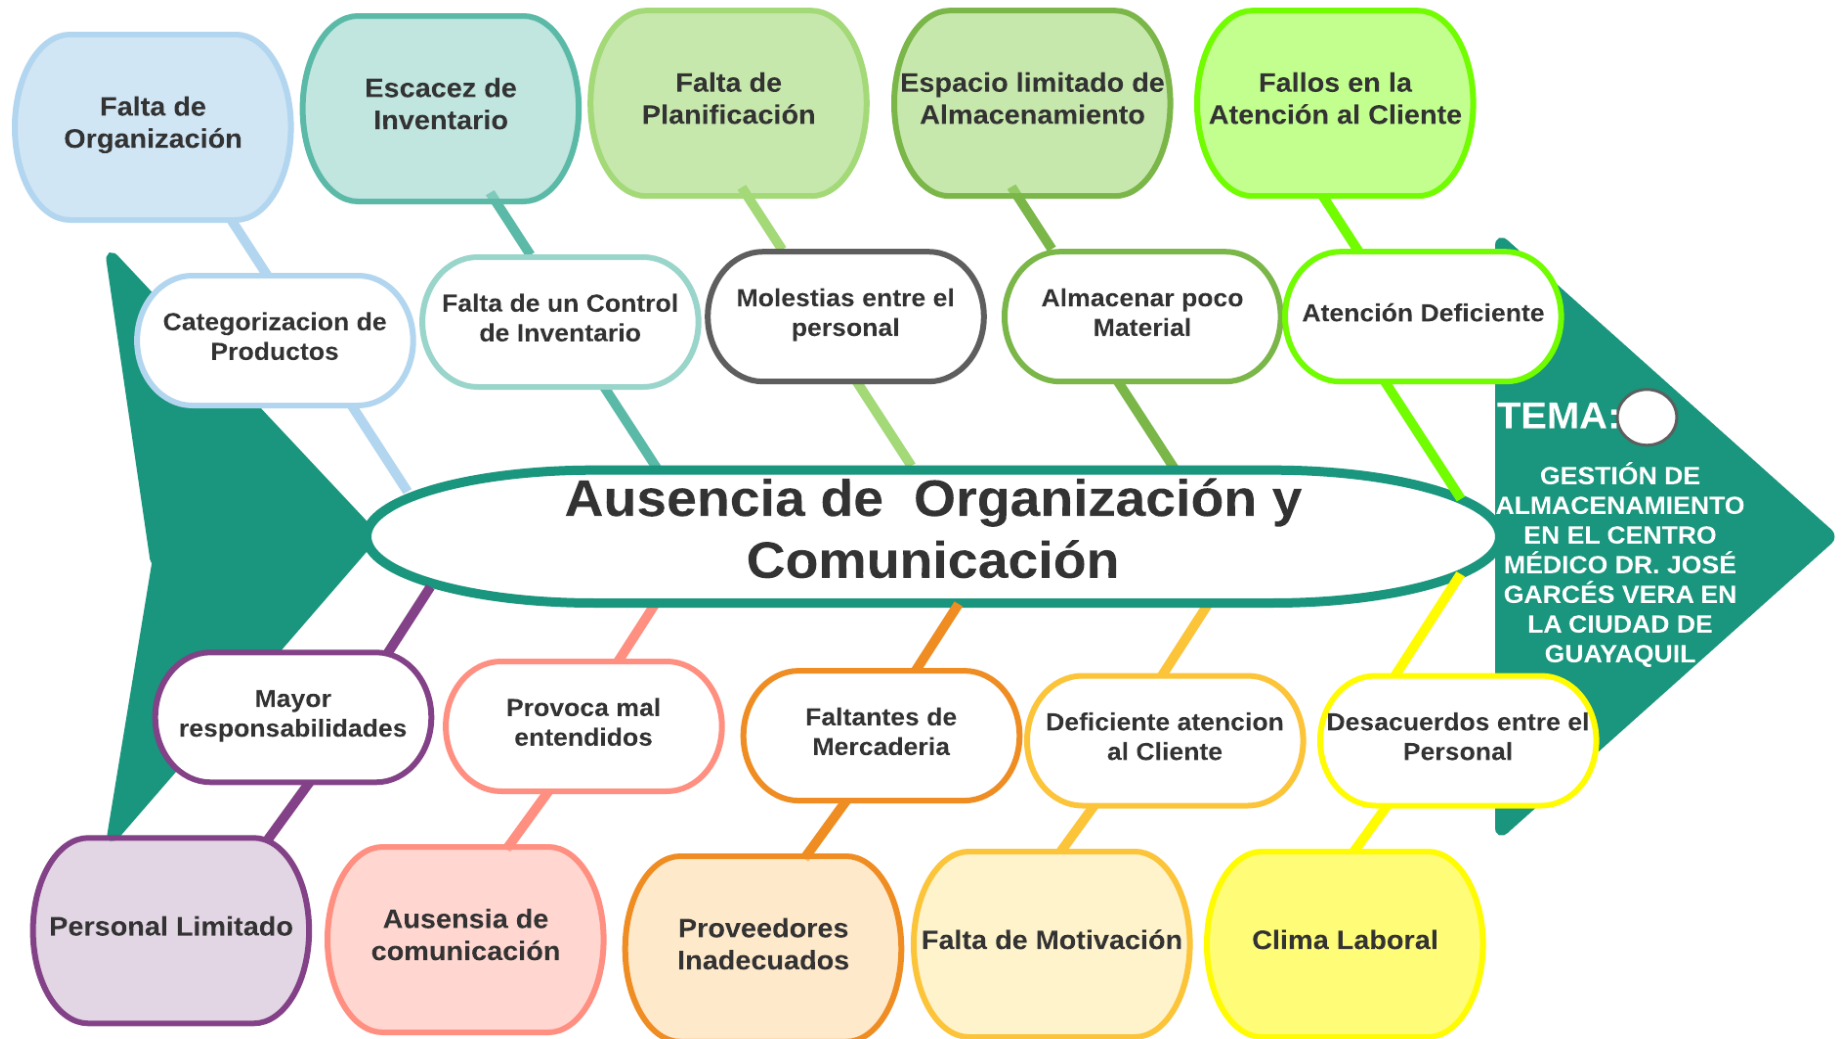 Falta de
Organización
Escacez de
Inventario
Falta de
Planificación
Espacio limitado de
Almacenamiento
Fallos en la
Atención al Cliente
Categorizacion de
Productos
Falta de un Control
de Inventario
Molestias entre el
personal
Almacenar poco
Material
Atención Deficiente
Ausencia de  Organización y
Comunicación
TEMA:
GESTIÓN DE
ALMACENAMIENTO
EN EL CENTRO
MÉDICO DR. JOSÉ
GARCÉS VERA EN
LA CIUDAD DE
GUAYAQUIL
Mayor
responsabilidades
Provoca mal
entendidos
Faltantes de
Mercaderia
Deficiente atencion
al Cliente
Desacuerdos entre el
Personal
Personal Limitado
Ausensia de
comunicación
Proveedores
Inadecuados
Falta de Motivación
Clima Laboral